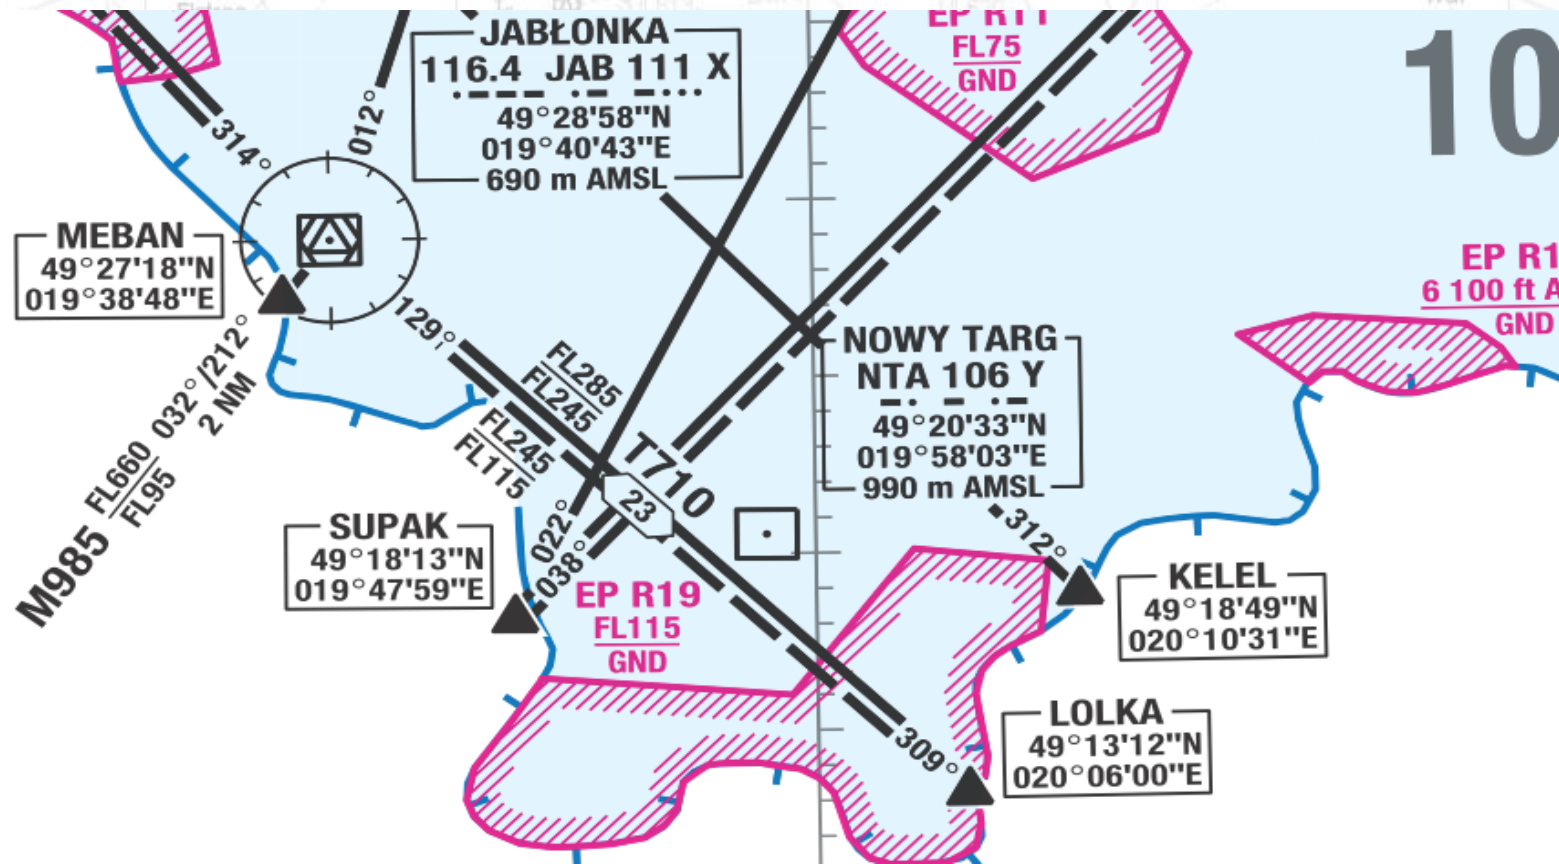 EP R11
FL75
GND
10
JABŁONKA
116.4 JAB 111 X
49°28'58"N
019°40'43"E
690 m AMSL
012°
314°
MEBAN
49°27'18"N
019°38'48"E
129°
FL285
FL245
FL245
FL115
032°/212°
2 NM
M985 FL660
FL95
T710
23
NOWY TARG
NTA 106 Y
49°20'33"N
019°58'03"E
990 m AMSL
EP R1
6 100 ft A
GND
SUPAK
49°18'13"N
019°47'59"E
022°
038°
EP R19
FL115
GND
312°
KELEL
49°18'49"N
020°10'31"E
LOLKA
49°13'12"N
020°06'00"E
309°